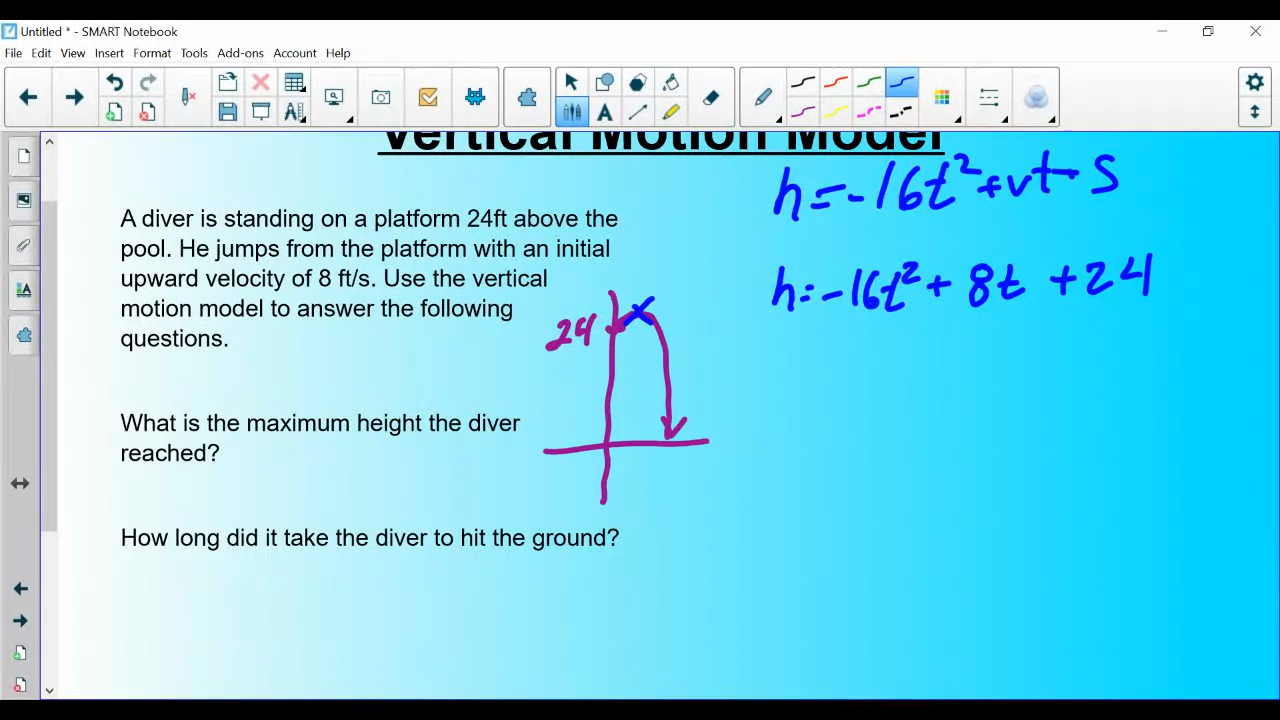 Untitled * - SMART Notebook
File Edit View Insert Format Tools Add-ons Account Help
Vertical Motion Model
h=-16t²+vt+s
A diver is standing on a platform 24ft above the
pool. He jumps from the platform with an initial
upward velocity of 8 ft/s. Use the vertical
motion model to answer the following
questions.
h=-16t²+8t+24
24
What is the maximum height the diver
reached?
How long did it take the diver to hit the ground?